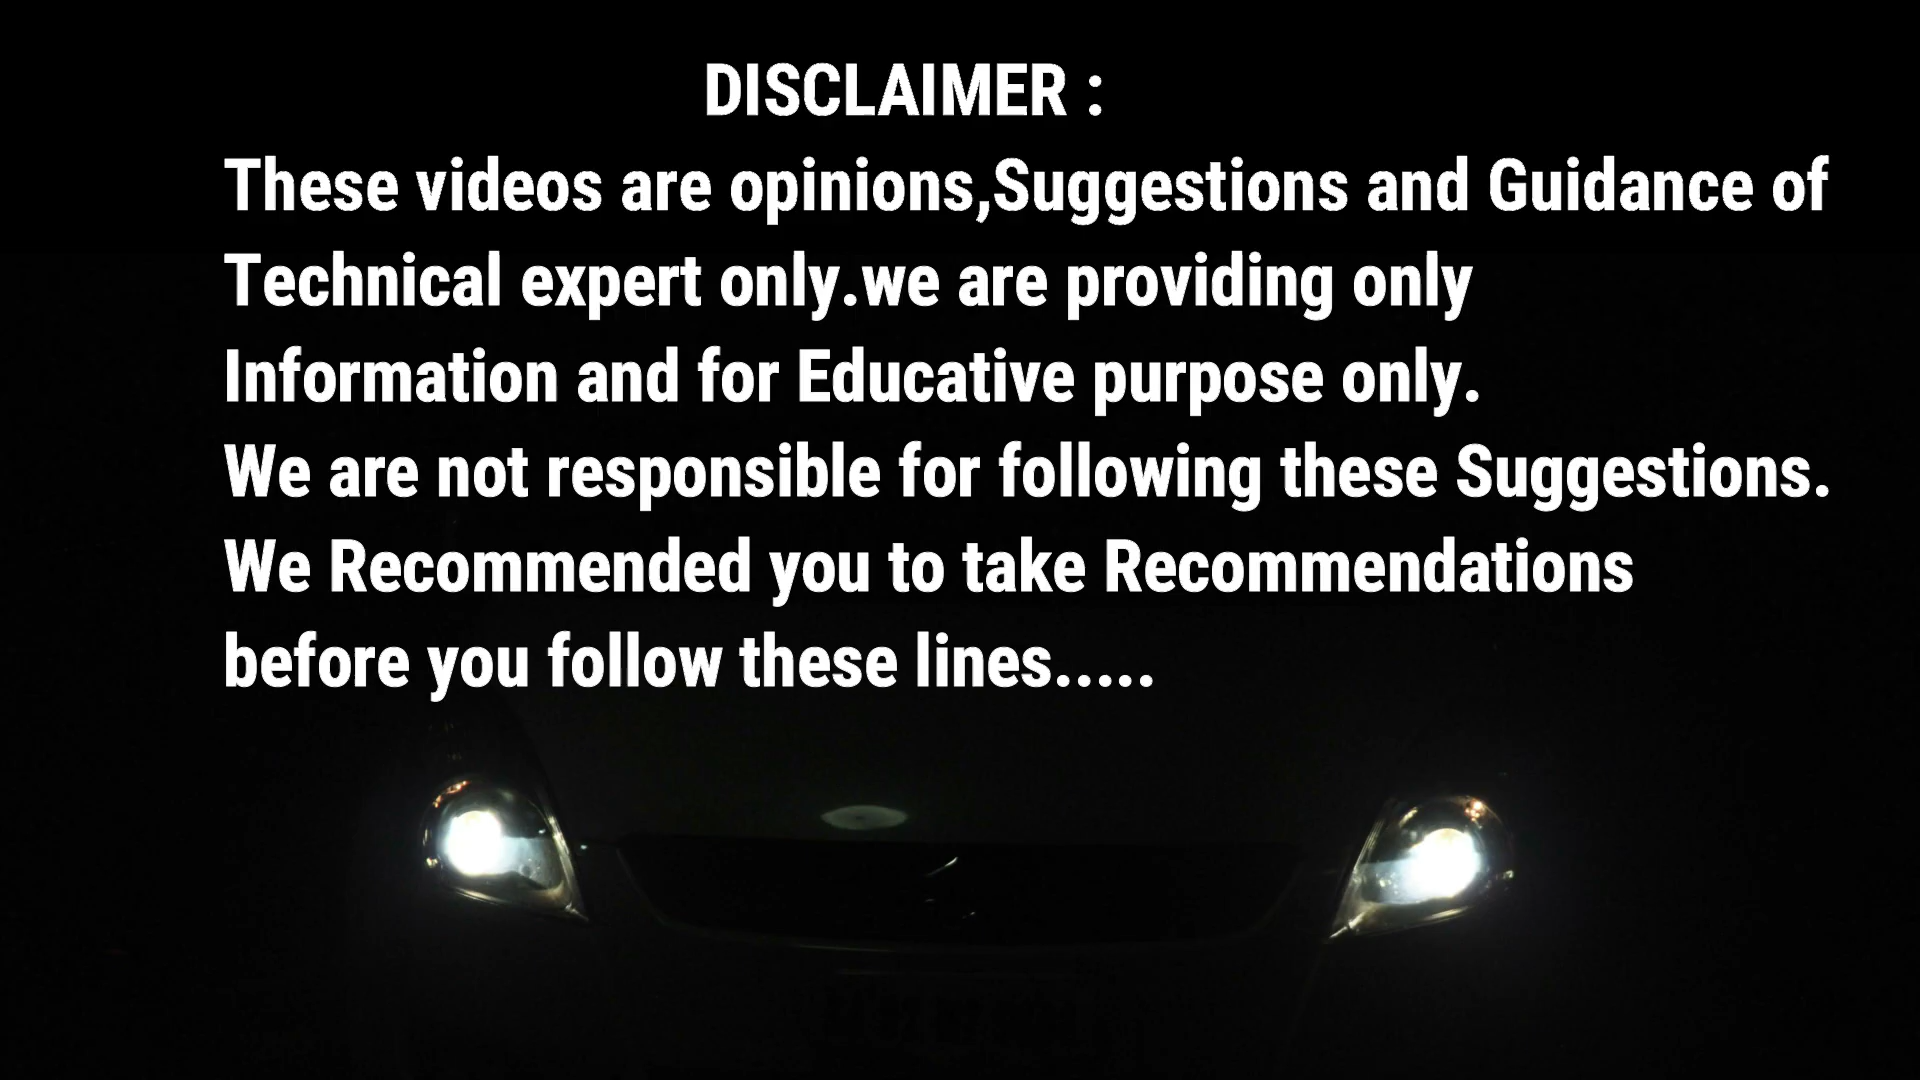 DISCLAIMER :
These videos are opinions,Suggestions and Guidance of
Technical expert only.we are providing only
Information and for Educative purpose only.
We are not responsible for following these Suggestions.
We Recommended you to take Recommendations
before you follow these lines.....